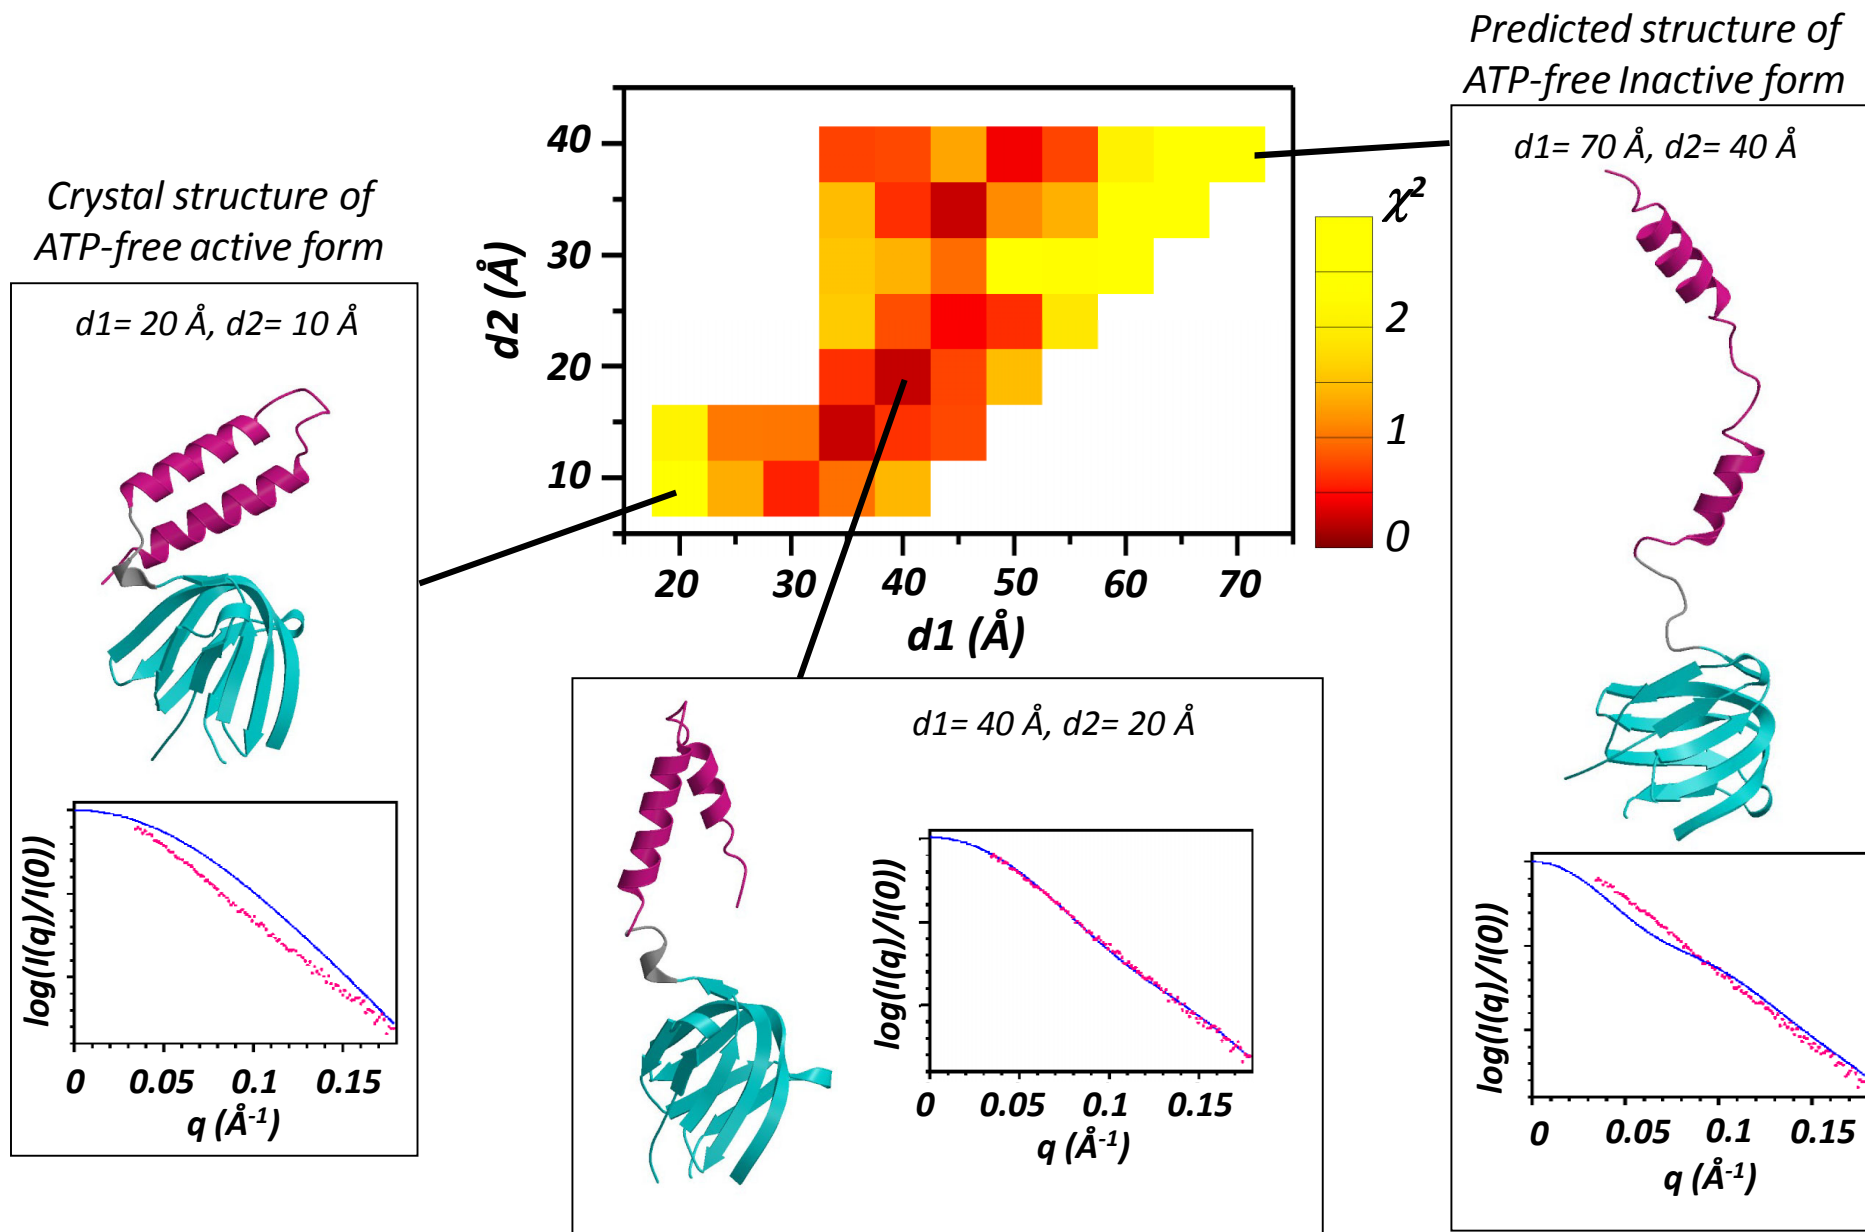 Crystal structure of
ATP-free active form
d1= 20 Å, d2= 10 Å
log(I(q)/I(0))
0 0.05 0.1 0.15
q (Å-1)
d2 (Å)
40
30
20
10
20 30 40 50 60 70
d1 (Å)
χ2
2
1
0
d1= 40 Å, d2= 20 Å
log(I(q)/I(0))
0 0.05 0.1 0.15
q (Å-1)
Predicted structure of
ATP-free Inactive form
d1= 70 Å, d2= 40 Å
log(I(q)/I(0))
0 0.05 0.1 0.15
q (Å-1)